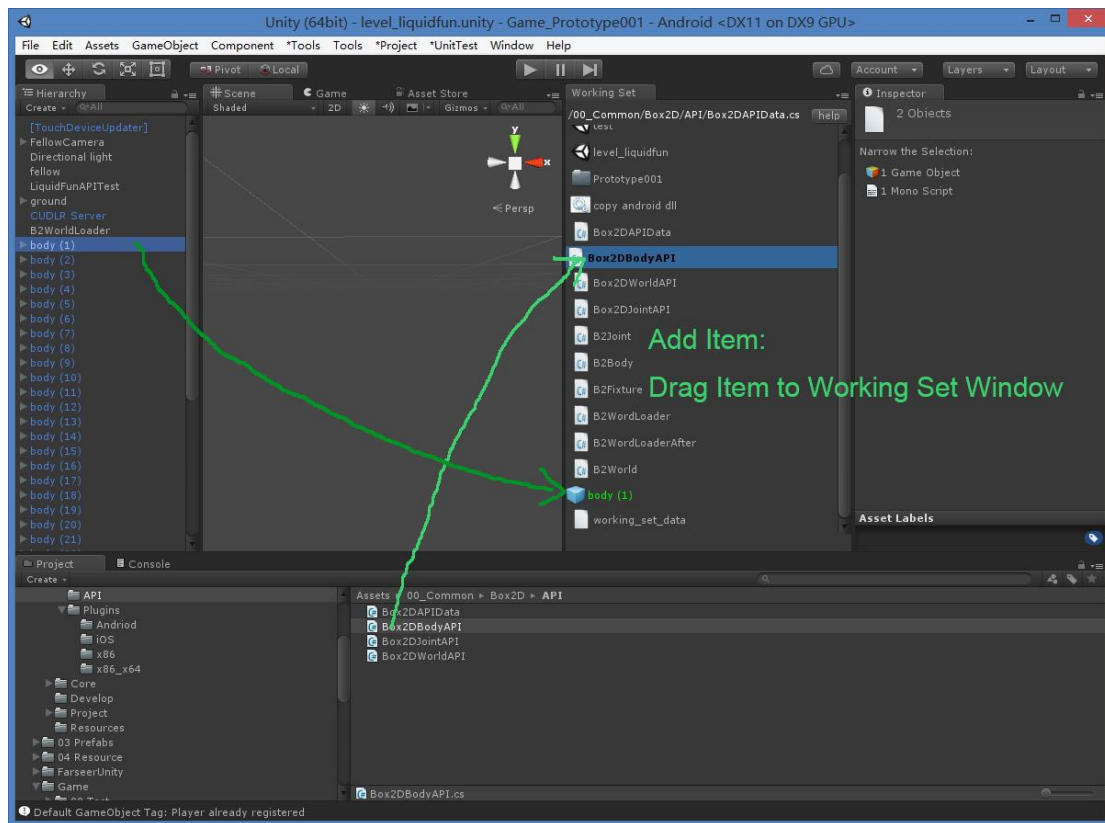 Unity (64bit) - level_liquidfun.unity - Game_Prototype001 - Android <DX11 on DX9 GPU>
File Edit Assets GameObject Component *Tools Tools *Project *UnitTest Window Help
Pivot Local Account Layers Layout
Hierarchy
Create All
[TouchDeviceUpdater]
FellowCamera
Directional light
fellow
LiquidFunAPITest
ground
CUDLR Server
B2WorldLoader
body (1)
body (2)
body (3)
body (4)
body (5)
body (6)
body (7)
body (8)
body (9)
body (10)
body (11)
body (12)
body (13)
body (14)
body (15)
body (16)
body (17)
body (18)
body (19)
body (20)
body (21)
Scene Game Asset Store
Shaded 2D Gizmos All
y
x
Persp
Working Set
/00_Common/Box2D/API/Box2DAPIData.cs help
test
level_liquidfun
Prototype001
copy android dll
Box2DAPIData
Box2DBodyAPI
Box2DWorldAPI
Box2DJointAPI
B2Joint
B2Body
B2Fixture
B2WordLoader
B2WordLoaderAfter
B2World
body (1)
working_set_data
Add Item:
Drag Item to Working Set Window
Inspector
2 Objects
Narrow the Selection:
1 Game Object
1 Mono Script
Asset Labels
Project Console
Create
API
Plugins
Andriod
iOS
x86
x86_x64
Core
Develop
Project
Resources
03 Prefabs
04 Resource
FarseerUnity
Game
Assets 00_Common Box2D API
Box2DAPIData
Box2DBodyAPI
Box2DJointAPI
Box2DWorldAPI
Box2DBodyAPI.cs
Default GameObject Tag: Player already registered